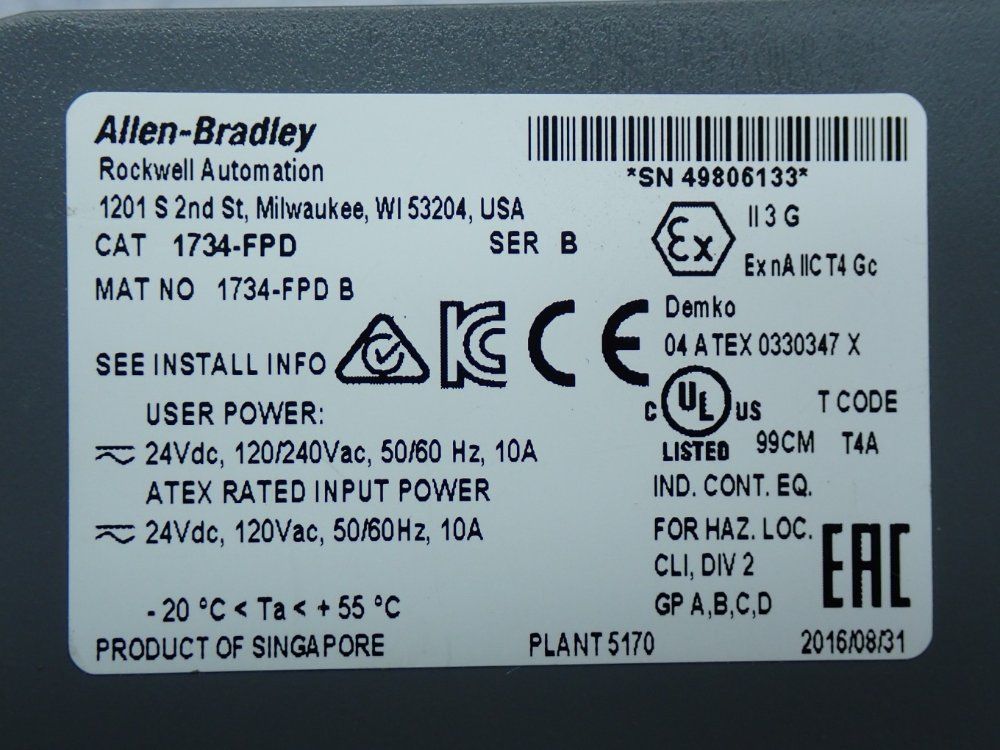 Allen-Bradley
Rockwell Automation
1201 S 2nd St, Milwaukee, WI 53204, USA
*SN 49806133*
CAT 1734-FPD SER B
MAT NO 1734-FPD B
Ex II 3 G
Ex nA IIC T4 Gc
Demko
04 ATEX 0330347 X
SEE INSTALL INFO KC CE
C UL US
LISTED 99CM
T CODE
T4A
IND. CONT. EQ.
FOR HAZ. LOC.
CLI, DIV 2
GP A,B,C,D
EAC
USER POWER:
24Vdc, 120/240Vac, 50/60 Hz, 10A
ATEX RATED INPUT POWER
24Vdc, 120Vac, 50/60Hz, 10A
- 20 °C < Ta < + 55 °C
PRODUCT OF SINGAPORE PLANT 5170 2016/08/31